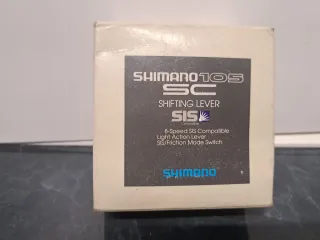 SHIMANO 105
SC
SHIFTING LEVER
SIS
8-Speed SIS Compatible
Light Action Lever
SIS/Friction Mode Switch
SHIMANO